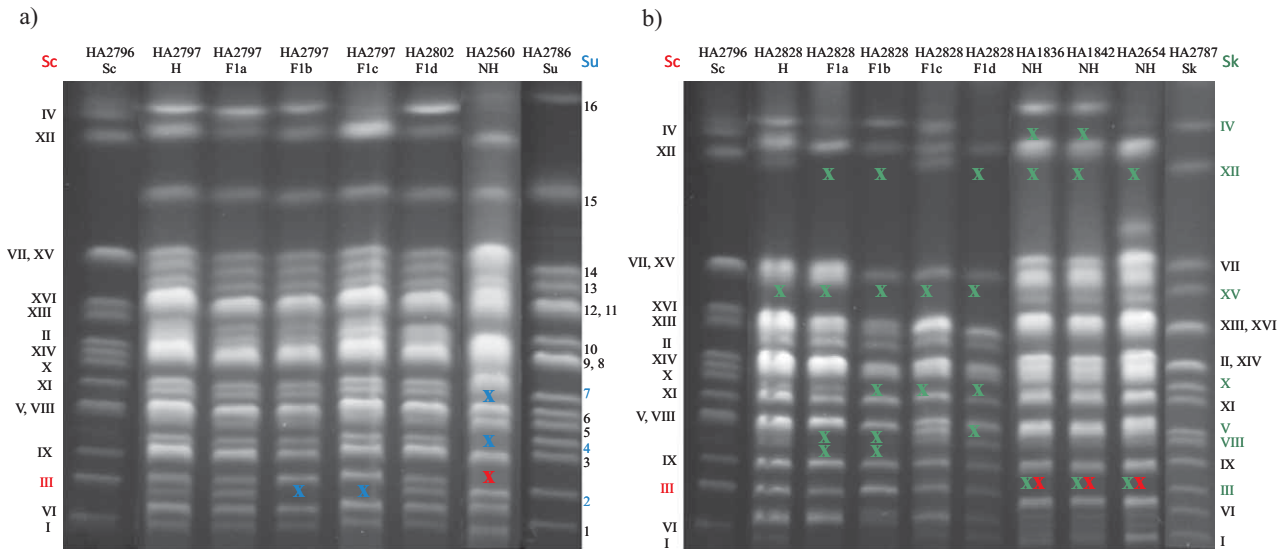 a)
HA2796 HA2797 HA2797 HA2797 HA2797 HA2802 HA2560 HA2786
Sc Sc H F1a F1b F1c F1d NH Su Su
IV
XII
VII, XV
XVI
XIII
II
XIV
X
XI
V, VIII
IX
III
VI
I
X
X
X
X X
16
15
14
13
12, 11
10
9, 8
7
6
5
4
3
2
1
b)
HA2796 HA2828 HA2828 HA2828 HA2828 HA2828 HA1836 HA1842 HA2654 HA2787
Sc Sc H F1a F1b F1c F1d NH NH NH Sk Sk
IV
XII
VII, XV
XVI
XIII
II
XIV
X
XI
V, VIII
IX
III
VI
I
X X
X X X X X X
X X X X X
X X X
X
X
X X
XX XX XX
IV
XII
VII
XV
XIII, XVI
II, XIV
X
XI
V
VIII
IX
III
VI
I